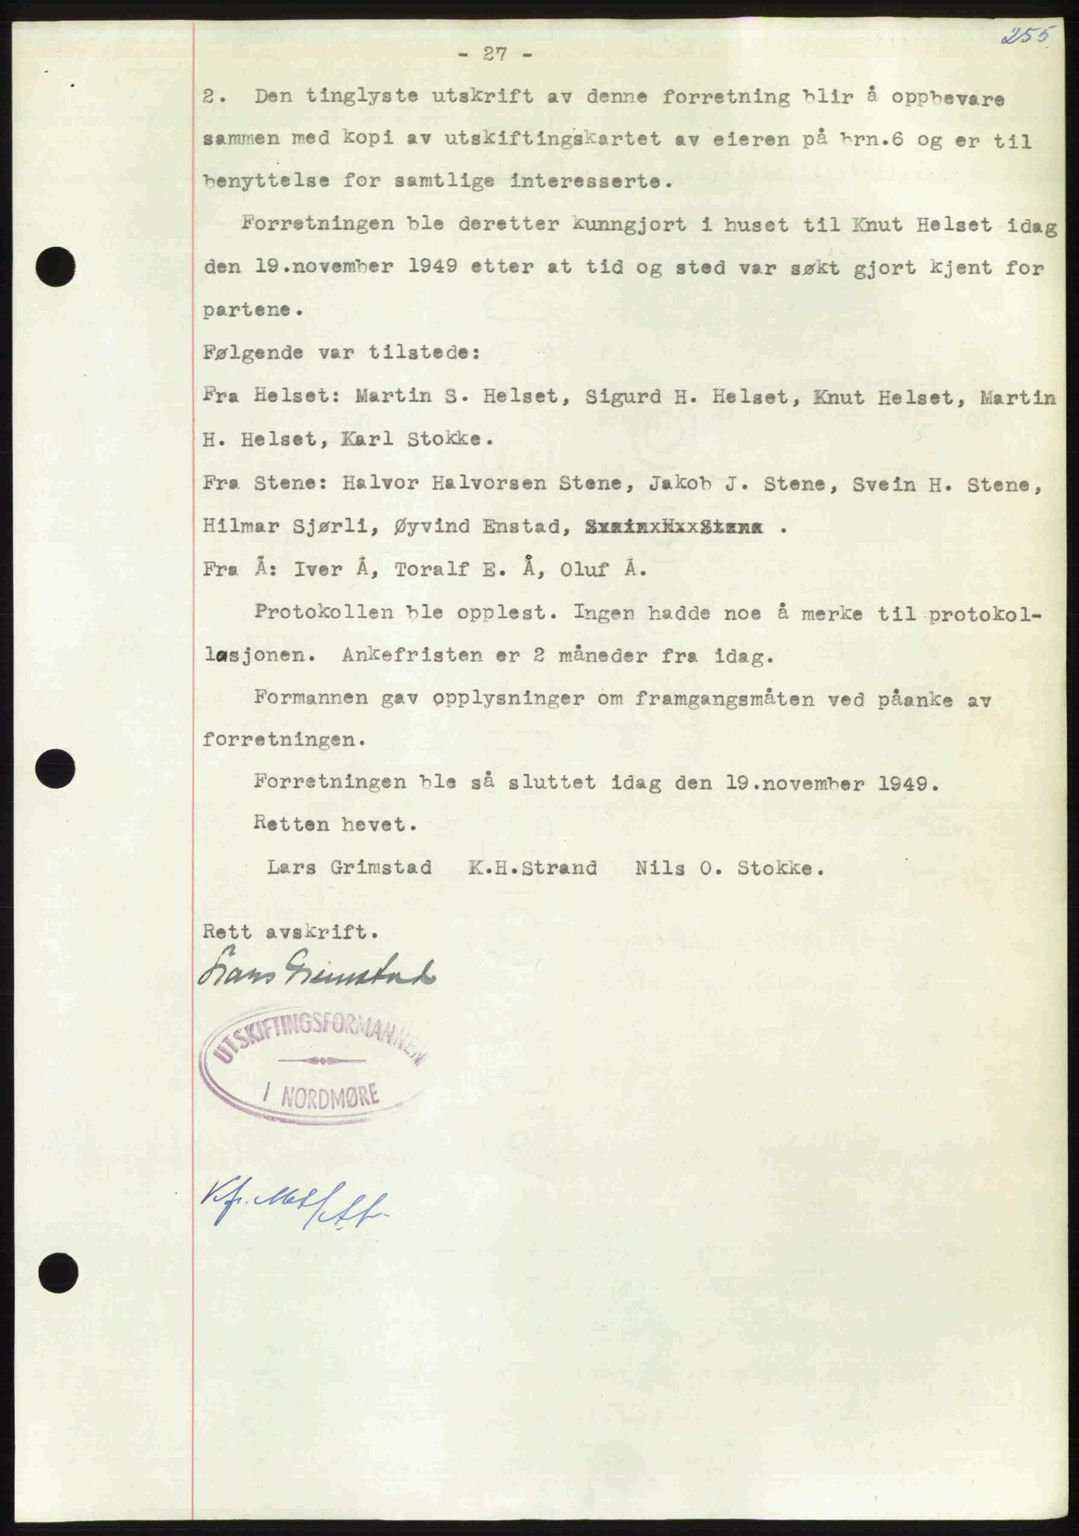 255
- 27 -
2. Den tinglyste utskrift av denne forretning blir å oppbevare
sammen med kopi av utskiftingskartet av eieren på brn.6 og er til
benyttelse for samtlige interesserte.
Forretningen ble deretter kunngjort i huset til Knut Helset idag
den 19.november 1949 etter at tid og sted var søkt gjort kjent for
partene.
Følgende var tilstede:
Fra Helset: Martin S. Helset, Sigurd H. Helset, Knut Helset, Martin
H. Helset, Karl Stokke.
Fra Stene: Halvor Halvorsen Stene, Jakob J. Stene, Svein H. Stene,
Hilmar Sjørli, Øyvind Enstad, .
Fra Å: Iver Å, Toralf E. Å, Oluf Å.
Protokollen ble opplest. Ingen hadde noe å merke til protokol-
lasjonen. Ankefristen er 2 måneder fra idag.
Formannen gav opplysninger om framgangsmåten ved påanke av
forretningen.
Forretningen ble så sluttet idag den 19.november 1949.
Retten hevet.
Lars Grimstad K.H.Strand Nils O. Stokke.
Rett avskrift.
Lars Grimstad
UTSKIFTINGSFORMANNEN
I NORDMØRE